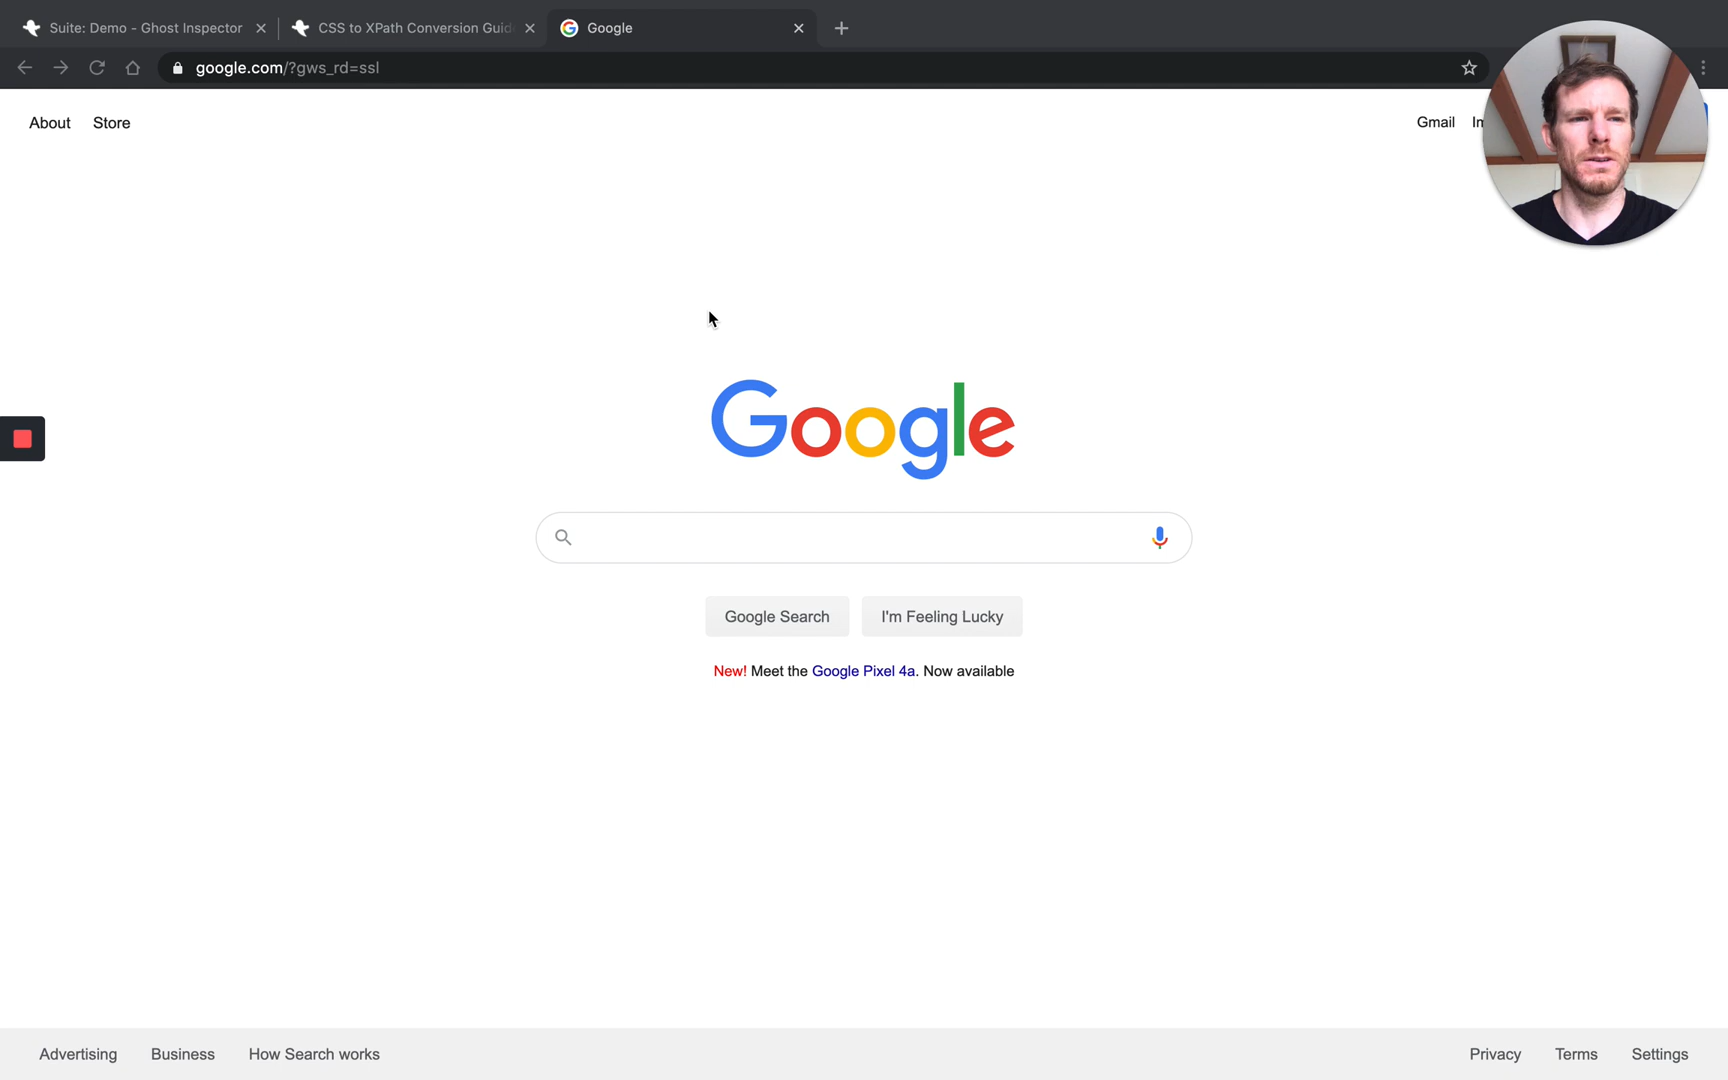 Suite: Demo - Ghost Inspector
CSS to XPath Conversion Guid
Google
google.com/?gws_rd=ssl
About Store
Gmail
Google
Google Search
I'm Feeling Lucky
New! Meet the Google Pixel 4a. Now available
Advertising Business How Search works
Privacy Terms Settings